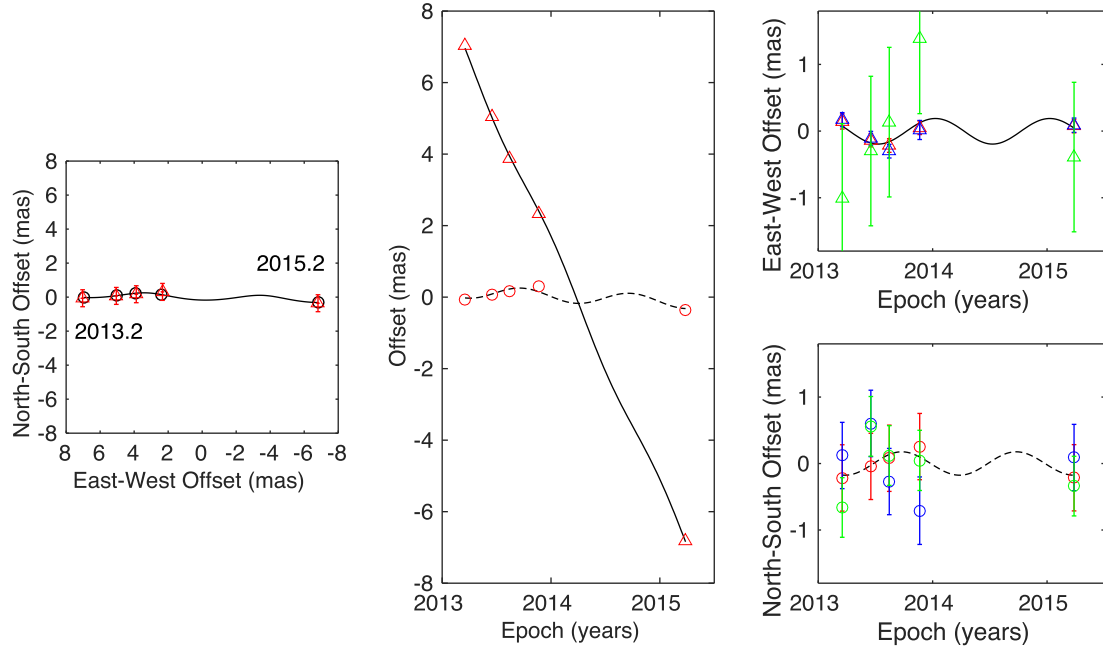 8
6
4
2
0
-2
-4
-6
-8
North-South Offset (mas)
2015.2
2013.2
8 6 4 2 0 -2 -4 -6 -8
East-West Offset (mas)
8
6
4
2
0
-2
-4
-6
-8
Offset (mas)
2013 2014 2015
Epoch (years)
1
0
-1
East-West Offset (mas)
2013 2014 2015
Epoch (years)
1
0
-1
North-South Offset (mas)
2013 2014 2015
Epoch (years)